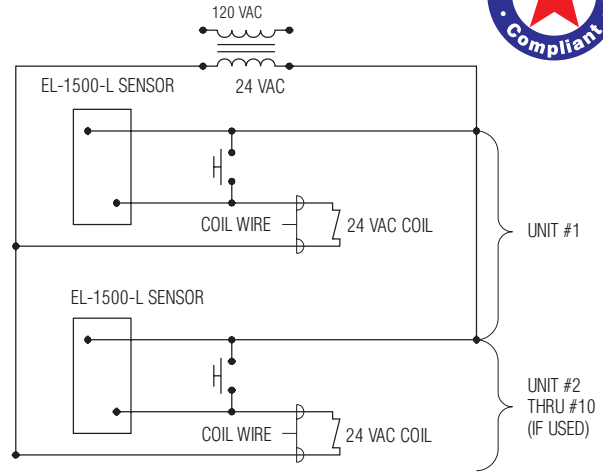 120 VAC
• Compliant •
EL-1500-L SENSOR
24 VAC
COIL WIRE
24 VAC COIL
UNIT #1
EL-1500-L SENSOR
COIL WIRE
24 VAC COIL
UNIT #2
THRU #10
(IF USED)